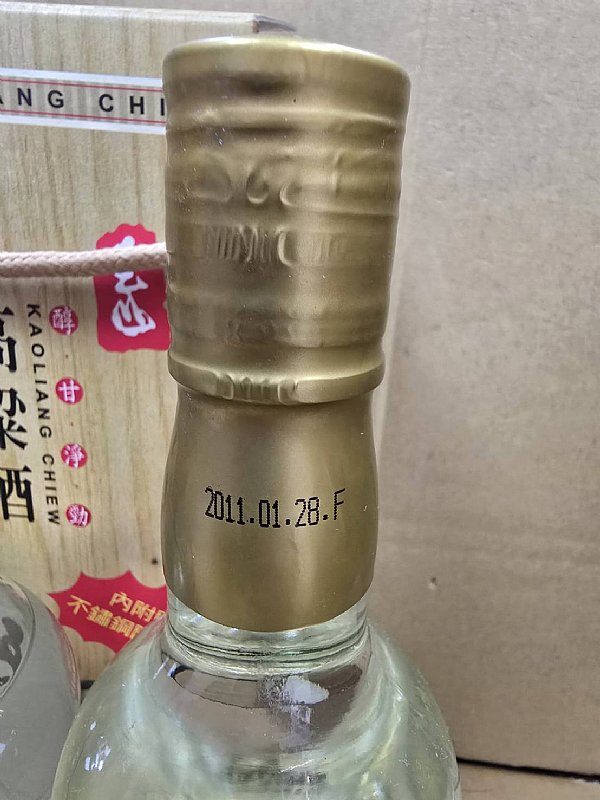 ANG CHI
KAOLIANG CHIEW
高粱酒
醇・甘・淨・勁
2011.01.28.F
內附
不鏽鋼